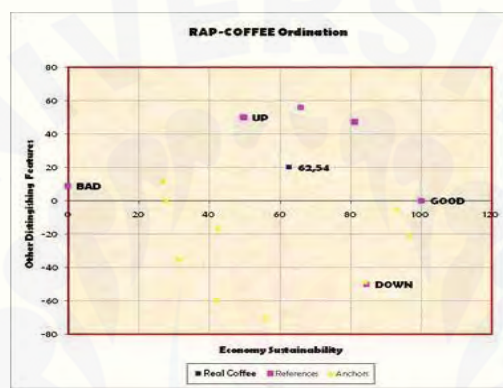 RAP-COFFEE Ordination
Other Distingishing Features
80
60
UP
40
20
62,54
BAD
0
GOOD
0
20
40
60
80
100
120
-20
-40
DOWN
-60
-80
Economy Sustainability
Real Coffee
References
Anchors